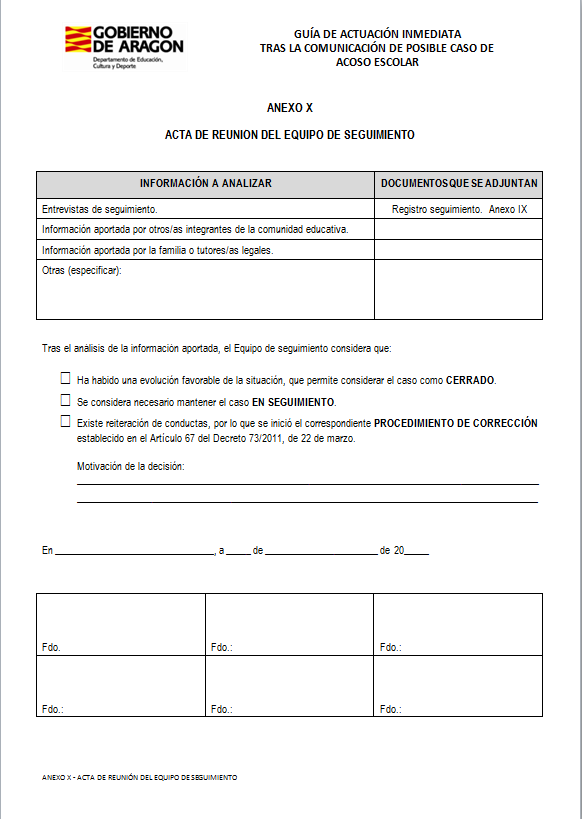 GOBIERNO
DE ARAGON
Departamento de Educación,
Cultura y Deporte
GUÍA DE ACTUACIÓN INMEDIATA
TRAS LA COMUNICACIÓN DE POSIBLE CASO DE
ACOSO ESCOLAR
ANEXO X
ACTA DE REUNION DEL EQUIPO DE SEGUIMIENTO
INFORMACIÓN A ANALIZAR
DOCUMENTOS QUE SE ADJUNTAN
Entrevistas de seguimiento.
Registro seguimiento. Anexo IX
Información aportada por otros/as integrantes de la comunidad educativa.
Información aportada por la familia o tutores/as legales.
Otras (especificar):
Tras el análisis de la información aportada, el Equipo de seguimiento considera que:
Ha habido una evolución favorable de la situación, que permite considerar el caso como CERRADO.
Se considera necesario mantener el caso EN SEGUIMIENTO.
Existe reiteración de conductas, por lo que se inició el correspondiente PROCEDIMIENTO DE CORRECCIÓN
establecido en el Artículo 67 del Decreto 73/2011, de 22 de marzo.
Motivación de la decisión:
En ____________________________, a ____ de ____________________ de 20____
Fdo.
Fdo.:
Fdo.:
Fdo.:
Fdo.:
Fdo.:
ANEXO X - ACTA DE REUNIÓN DEL EQUIPO DE SEGUIMIENTO